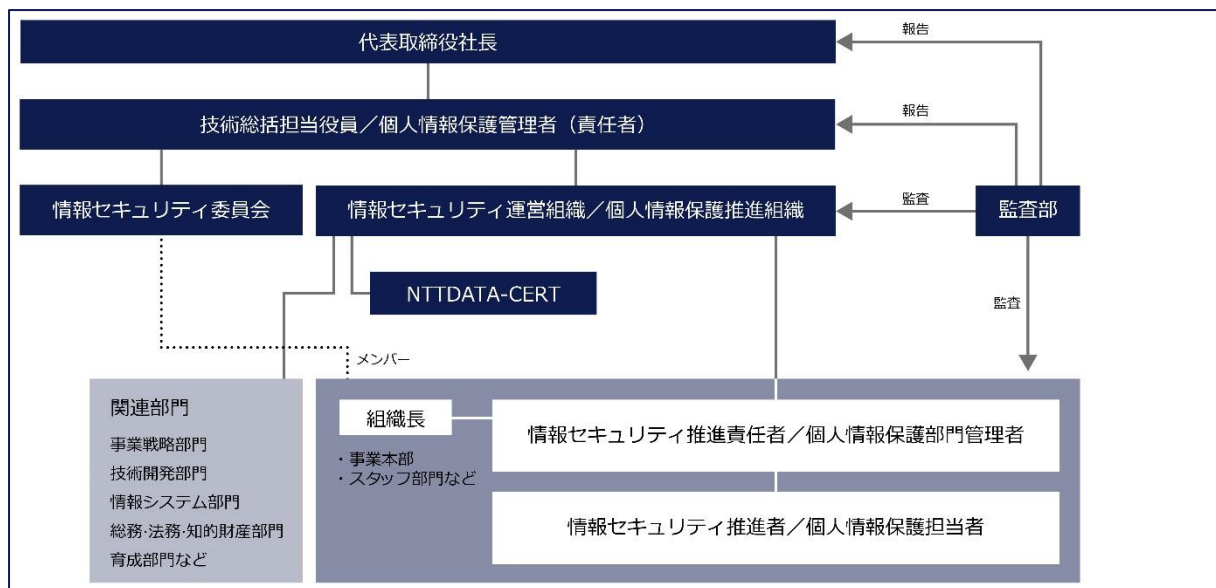 代表取締役社長
報告
技術総括担当役員／個人情報保護管理者（責任者）
報告
情報セキュリティ委員会
情報セキュリティ運営組織／個人情報保護推進組織
監査
監査部
NTTDATA-CERT
監査
メンバー
関連部門
事業戦略部門
技術開発部門
情報システム部門
総務･法務･知的財産部門
育成部門など
組織長
・事業本部
・スタッフ部門など
情報セキュリティ推進責任者／個人情報保護部門管理者
情報セキュリティ推進者／個人情報保護担当者